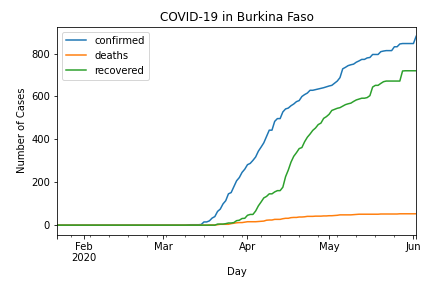 COVID-19 in Burkina Faso
confirmed
deaths
recovered
Number of Cases
800
600
400
200
0
Feb
2020
Mar
Apr
May
Jun
Day